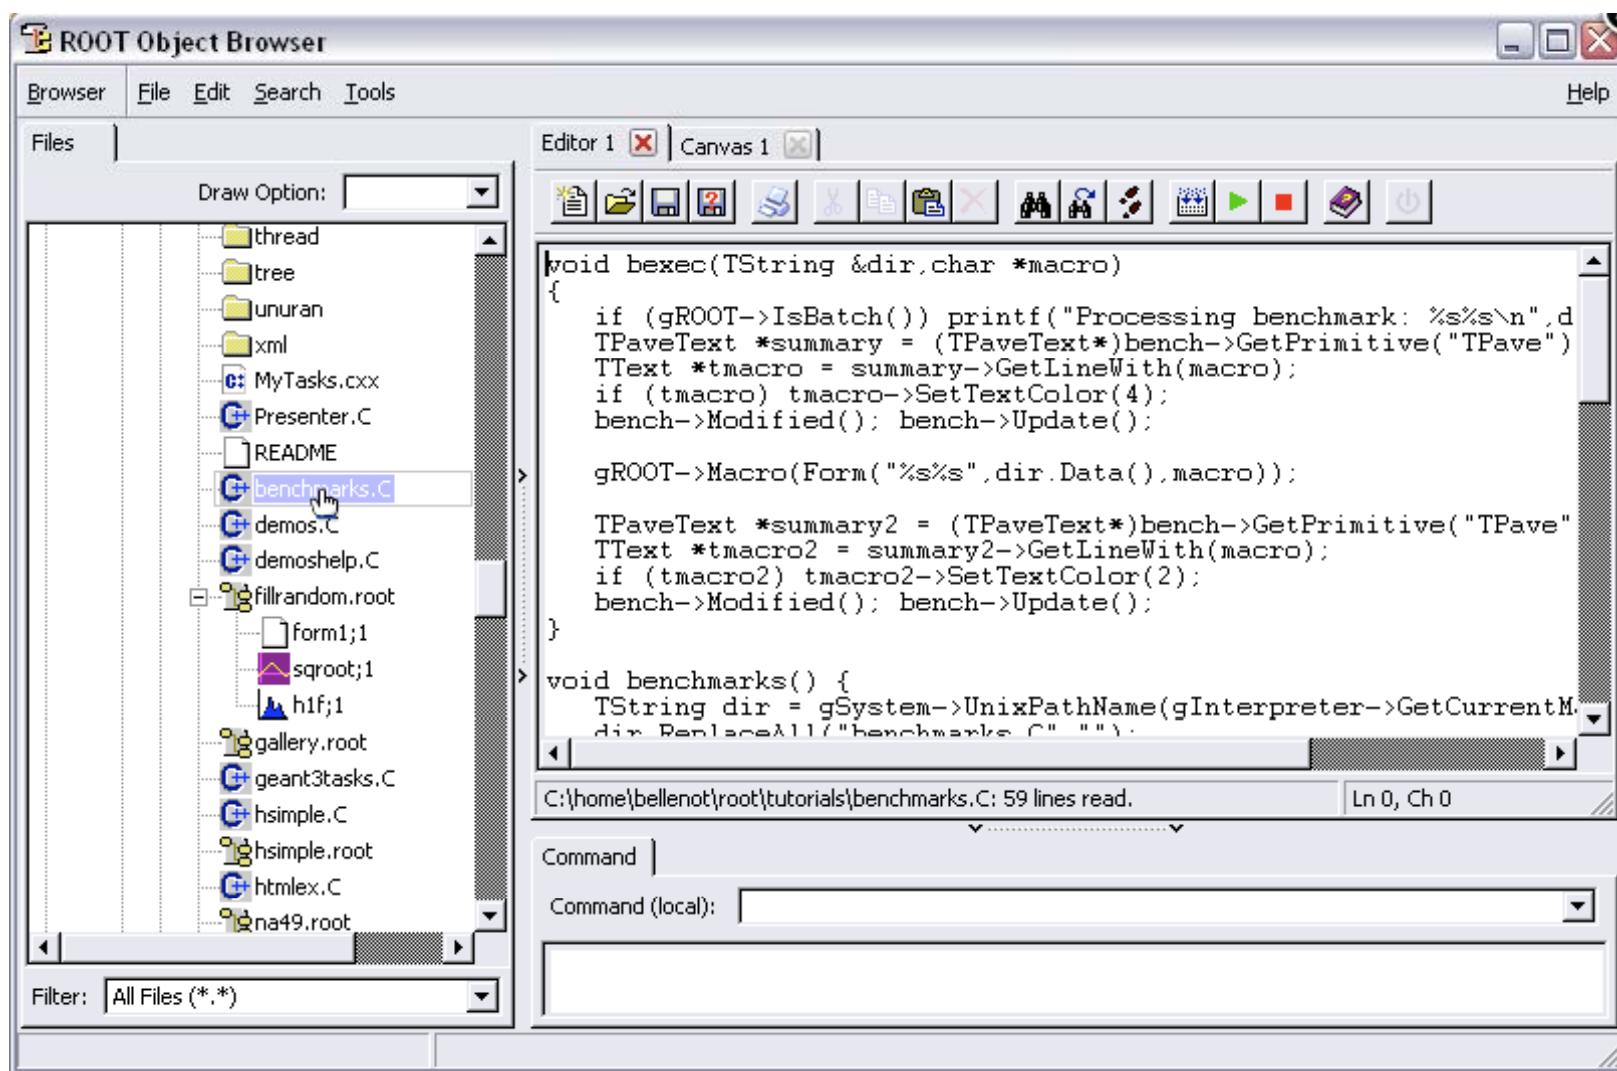 ROOT Object Browser
Browser File Edit Search Tools Help
Files
Draw Option:
thread
tree
unuran
xml
MyTasks.cxx
Presenter.C
README
benchmarks.C
demos.C
demoshelp.C
fillrandom.root
form1;1
sqroot;1
h1f;1
gallery.root
geant3tasks.C
hsimple.C
hsimple.root
htmlex.C
na49.root
Filter: All Files (*.*)
Editor 1 Canvas 1
void bexec(TString &dir,char *macro)
{
if (gROOT->IsBatch()) printf("Processing benchmark: %s%s\n",d
TPaveText *summary = (TPaveText*)bench->GetPrimitive("TPave")
TText *tmacro = summary->GetLineWith(macro);
if (tmacro) tmacro->SetTextColor(4);
bench->Modified(); bench->Update();
gROOT->Macro(Form("%s%s",dir.Data(),macro));
TPaveText *summary2 = (TPaveText*)bench->GetPrimitive("TPave"
TText *tmacro2 = summary2->GetLineWith(macro);
if (tmacro2) tmacro2->SetTextColor(2);
bench->Modified(); bench->Update();
}
void benchmarks() {
TString dir = gSystem->UnixPathName(gInterpreter->GetCurrentM
dir.ReplaceAll("benchmarks.C","");
C:\home\bellenot\root\tutorials\benchmarks.C: 59 lines read. Ln 0, Ch 0
Command
Command (local):